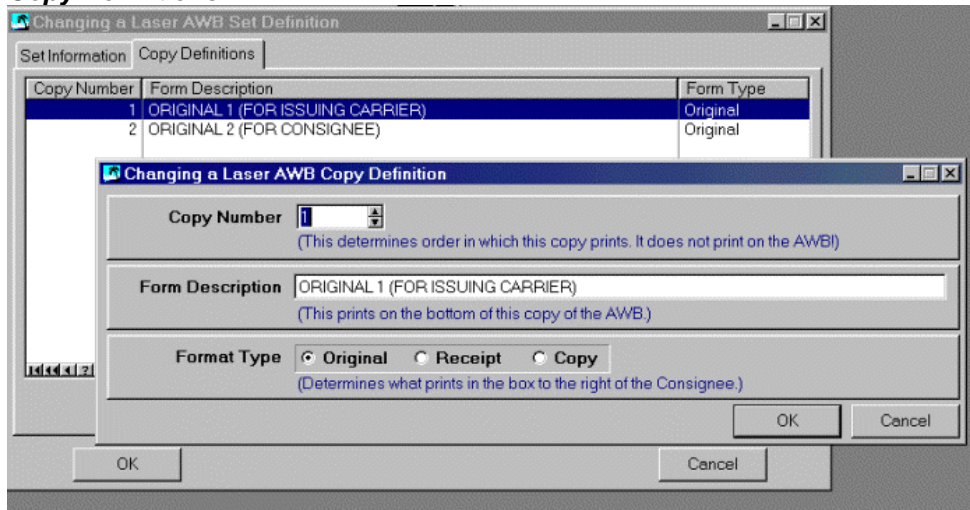 Copy Definitions
Changing a Laser AWB Set Definition
Set Information Copy Definitions
Copy Number Form Description Form Type
1 ORIGINAL 1 (FOR ISSUING CARRIER) Original
2 ORIGINAL 2 (FOR CONSIGNEE) Original
Changing a Laser AWB Copy Definition
Copy Number 1
(This determines order in which this copy prints. It does not print on the AWB!)
Form Description ORIGINAL 1 (FOR ISSUING CARRIER)
(This prints on the bottom of this copy of the AWB.)
Format Type Original Receipt Copy
(Determines what prints in the box to the right of the Consignee.)
OK Cancel
OK Cancel